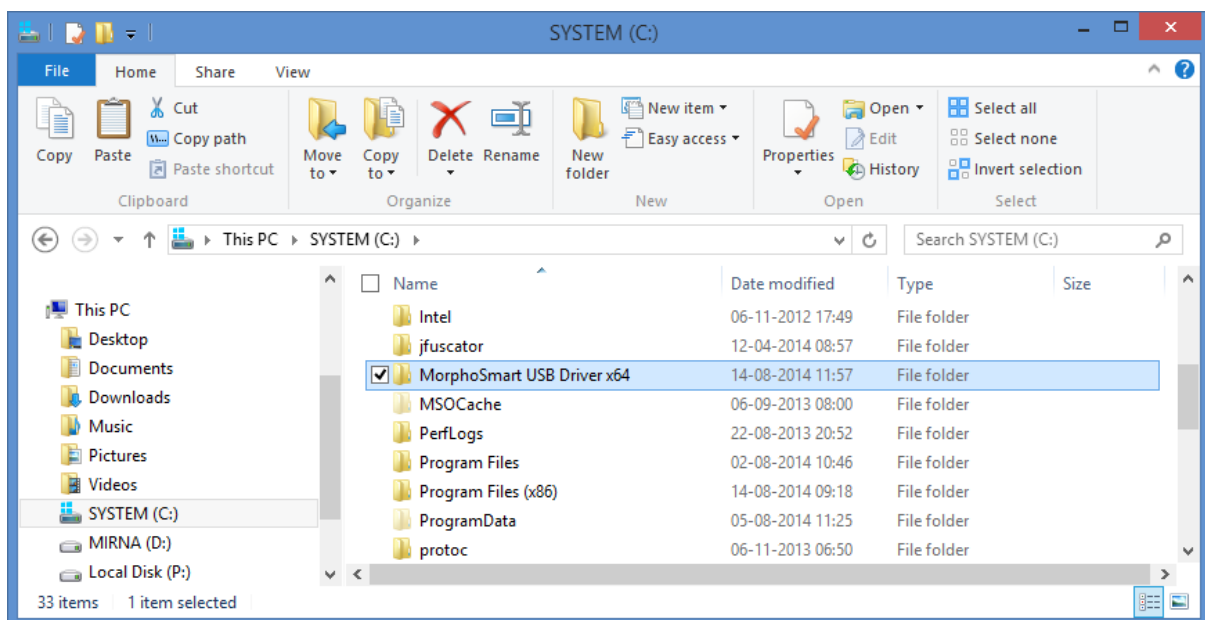 SYSTEM (C:)
File Home Share View
Copy
Paste
Cut
Copy path
Paste shortcut
Clipboard
Move to
Copy to
Delete
Rename
Organize
New folder
New item
Easy access
New
Properties
Open
Edit
History
Open
Select all
Select none
Invert selection
Select
This PC SYSTEM (C:)
Search SYSTEM (C:)
This PC
Desktop
Documents
Downloads
Music
Pictures
Videos
SYSTEM (C:)
MIRNA (D:)
Local Disk (P:)
Name Date modified Type Size
Intel 06-11-2012 17:49 File folder
jfuscator 12-04-2014 08:57 File folder
MorphoSmart USB Driver x64 14-08-2014 11:57 File folder
MSOCache 06-09-2013 08:00 File folder
PerfLogs 22-08-2013 20:52 File folder
Program Files 02-08-2014 10:46 File folder
Program Files (x86) 14-08-2014 09:18 File folder
ProgramData 05-08-2014 11:25 File folder
protoc 06-11-2013 06:50 File folder
33 items 1 item selected